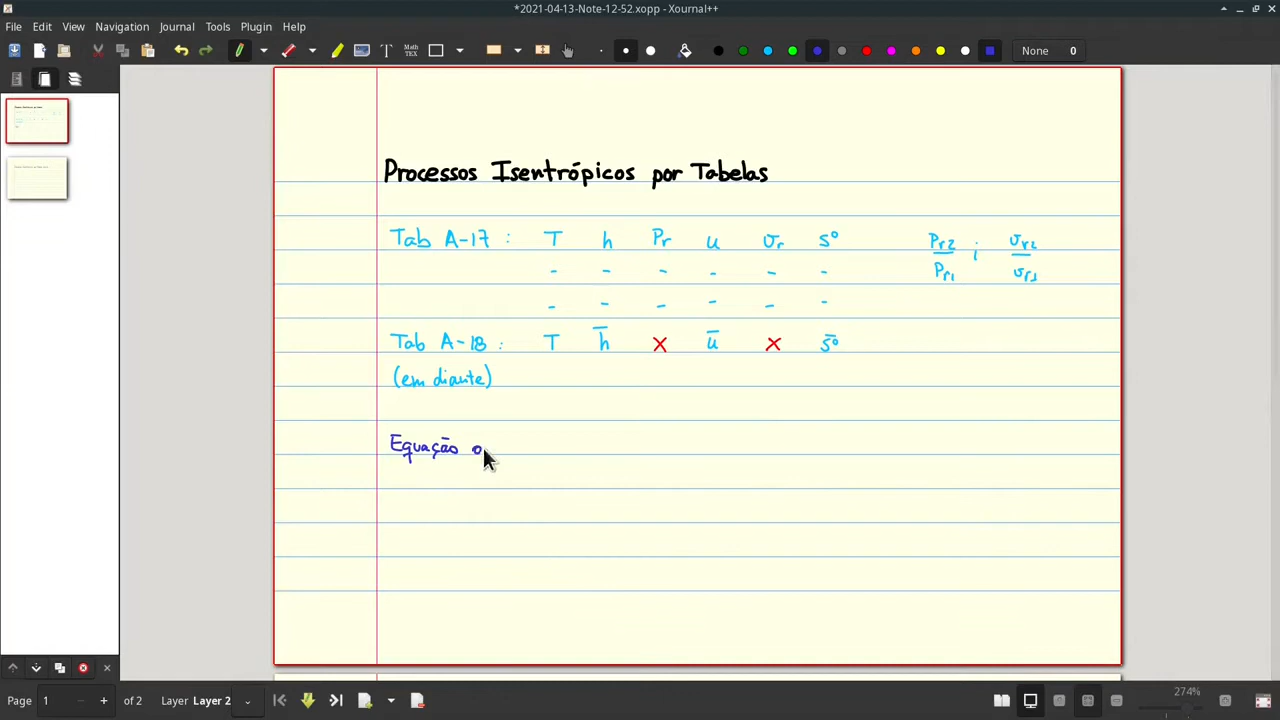 *2021-04-13-Note-12-52.xopp - Xournal++
File Edit View Navigation Journal Tools Plugin Help
None 0
Processos Isentrópicos por Tabelas
Tab A-17 : T h Pr u vr s° Pr2/Pr1 ; vr2/vr1
- - - - - -
- - - - - -
Tab A-18 : T h̅ × u̅ × s̅°
(em diante)
Equação o
Page 1 of 2 Layer Layer 2 274%